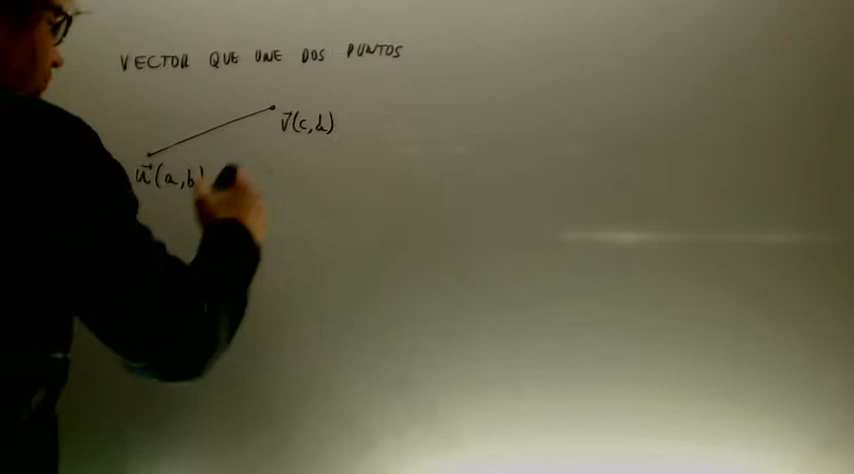 VECTOR QUE UNE DOS PUNTOS
v⃗(c,d)
u⃗(a,b)